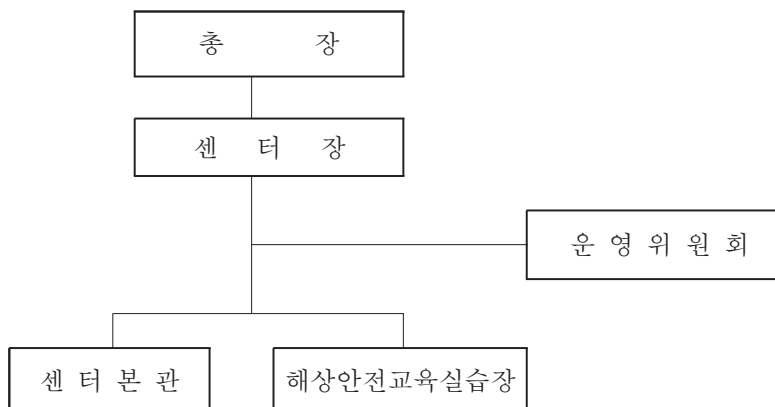 총 장
센 터 장
운 영 위 원 회
센 터 본 관
해상안전교육실습장